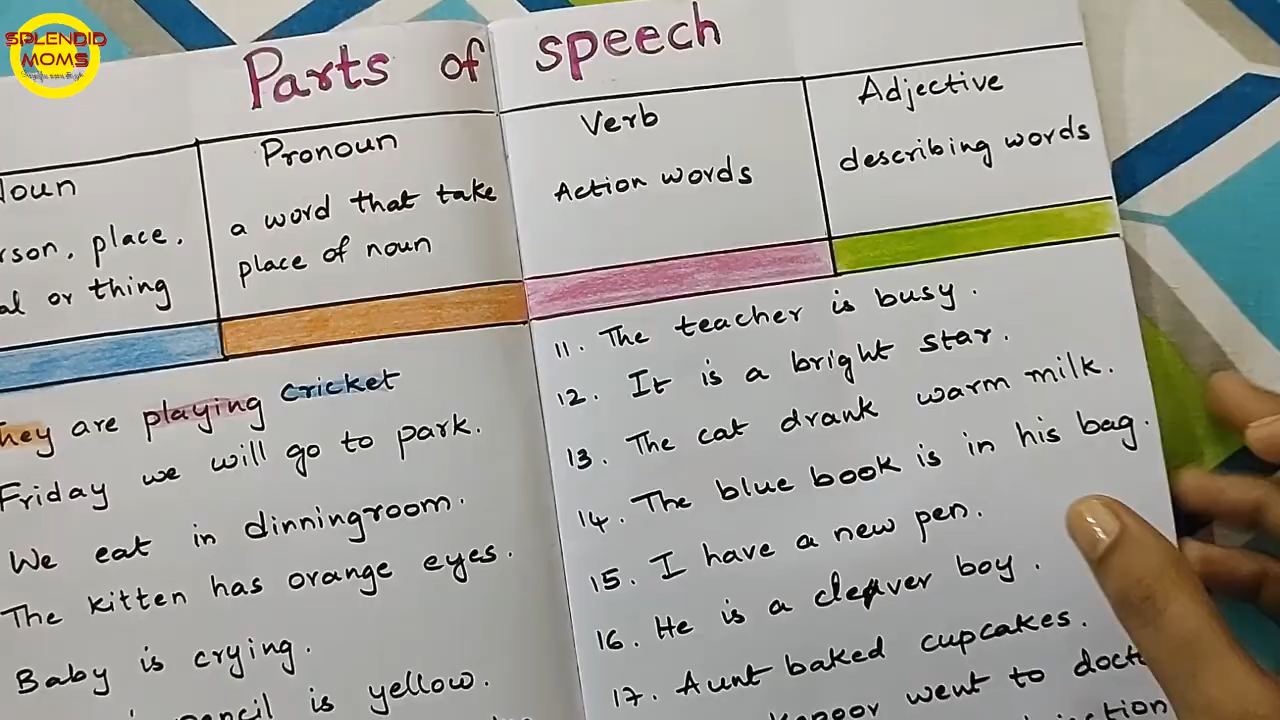 SPLENDID
MOMS
Parts of speech
Noun
person, place,
animal or thing
Pronoun
a word that take
place of noun
Verb
Action words
Adjective
describing words
They are playing cricket
Friday we will go to park.
We eat in dinningroom.
The kitten has orange eyes.
Baby is crying.
pencil is yellow.
11. The teacher is busy.
12. It is a bright star.
13. The cat drank warm milk.
14. The blue book is in his bag.
15. I have a new pen.
16. He is a clever boy.
17. Aunt baked cupcakes.
Kapoor went to doct